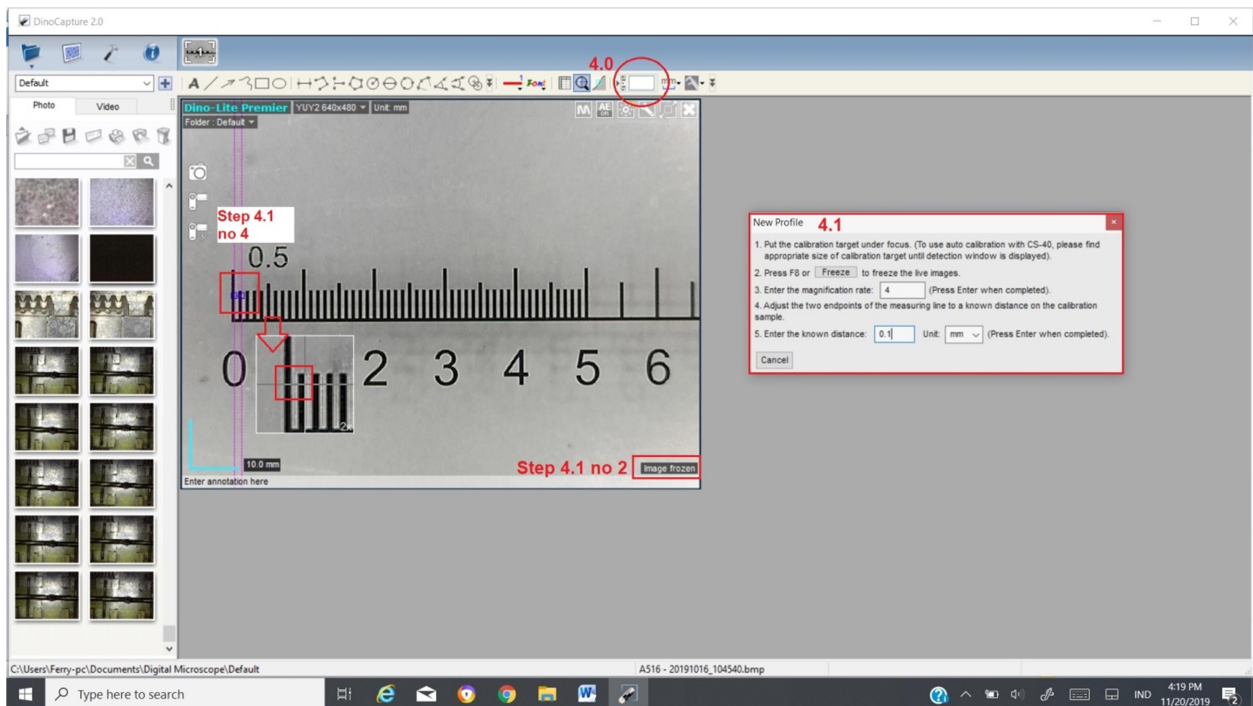 DinoCapture 2.0
4.0
Default
A
Font
mm
Photo
Video
Dino-Lite Premier YUY2 640x480 Unit: mm
Folder : Default
M AE
Step 4.1
no 4
0.5
0 2 3 4 5 6
2x
10.0 mm
Step 4.1 no 2 Image frozen
Enter annotation here
New Profile 4.1
1. Put the calibration target under focus. (To use auto calibration with CS-40, please find
appropriate size of calibration target until detection window is displayed).
2. Press F8 or Freeze to freeze the live images.
3. Enter the magnification rate: 4 (Press Enter when completed).
4. Adjust the two endpoints of the measuring line to a known distance on the calibration
sample.
5. Enter the known distance: 0.1 Unit: mm (Press Enter when completed).
Cancel
C:\Users\Ferry-pc\Documents\Digital Microscope\Default
A516 - 20191016_104540.bmp
Type here to search
IND
4:19 PM
11/20/2019
2